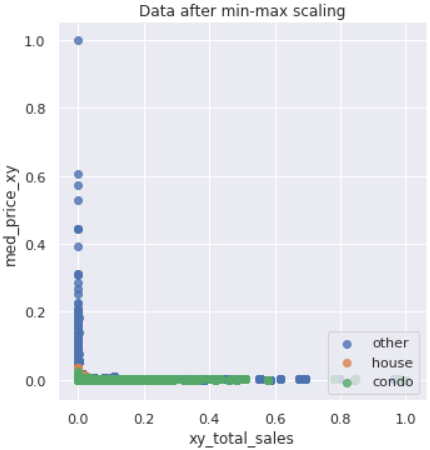 Data after min-max scaling
1.0
0.8
0.6
0.4
0.2
0.0
med_price_xy
other
house
condo
0.0 0.2 0.4 0.6 0.8 1.0
xy_total_sales